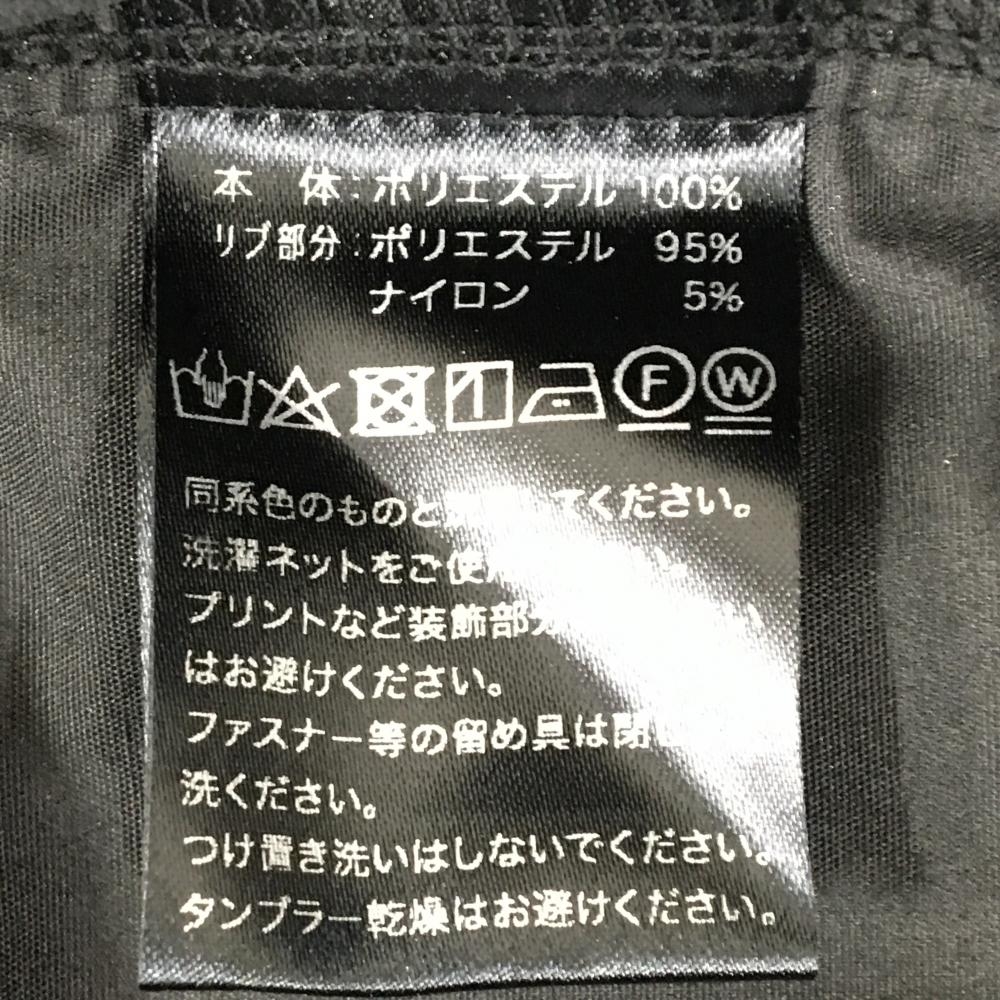 本 体:ポリエステル 100%
リブ部分:ポリエステル 95%
ナイロン 5%
F W
同系色のものと してください。
洗濯ネットをご使用
プリントなど装飾部分
はお避けください。
ファスナー等の留め具は閉
洗ください。
つけ置き洗いはしないでください。
タンブラー乾燥はお避けください。